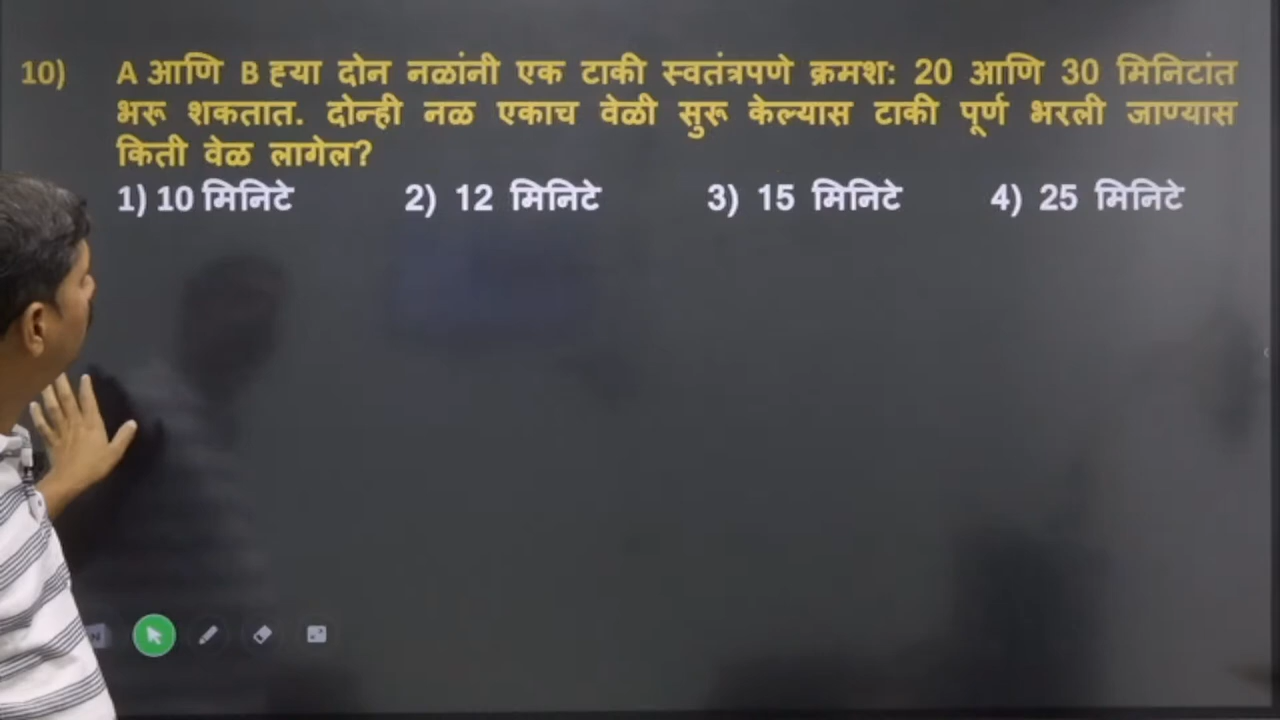 10) A आणि B ह्या दोन नळांनी एक टाकी स्वतंत्रपणे क्रमश: 20 आणि 30 मिनिटांत
भरू शकतात. दोन्ही नळ एकाच वेळी सुरू केल्यास टाकी पूर्ण भरली जाण्यास
किती वेळ लागेल?
1) 10 मिनिटे 2) 12 मिनिटे 3) 15 मिनिटे 4) 25 मिनिटे
N